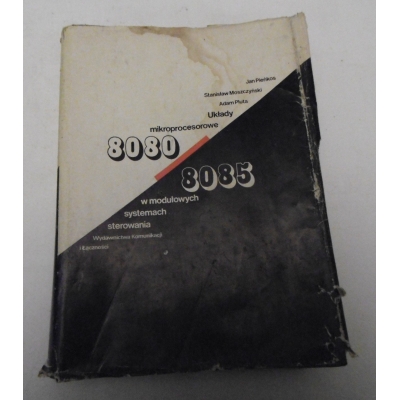 Jan Pieńkos
Stanisław Moszczyński
Adam Pluta
Układy
mikroprocesorowe
8080
8085
w modułowych
systemach
sterowania
Wydawnictwa Komunikacji
i Łączności